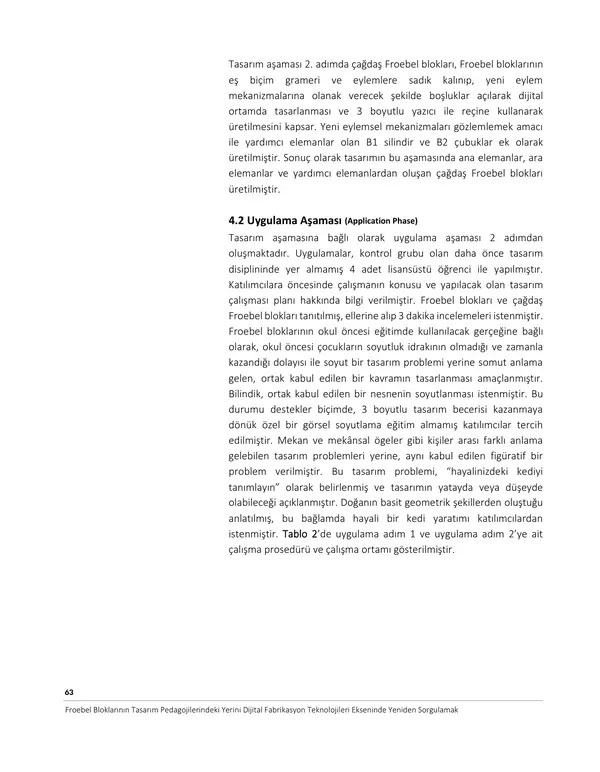 Tasarım aşaması 2. adımda çağdaş Froebel blokları, Froebel bloklarının
eş biçim grameri ve eylemlere sadık kalınıp, yeni eylem
mekanizmalarına olanak verecek şekilde boşluklar açılarak dijital
ortamda tasarlanması ve 3 boyutlu yazıcı ile reçine kullanarak
üretilmesini kapsar. Yeni eylemsel mekanizmaları gözlemlemek amacı
ile yardımcı elemanlar olan B1 silindir ve B2 çubuklar ek olarak
üretilmiştir. Sonuç olarak tasarımın bu aşamasında ana elemanlar, ara
elemanlar ve yardımcı elemanlardan oluşan çağdaş Froebel blokları
üretilmiştir.
4.2 Uygulama Aşaması (Application Phase)
Tasarım aşamasına bağlı olarak uygulama aşaması 2 adımdan
oluşmaktadır. Uygulamalar, kontrol grubu olan daha önce tasarım
disiplininde yer almamış 4 adet lisansüstü öğrenci ile yapılmıştır.
Katılımcılara öncesinde çalışmanın konusu ve yapılacak olan tasarım
çalışması planı hakkında bilgi verilmiştir. Froebel blokları ve çağdaş
Froebel blokları tanıtılmış, ellerine alıp 3 dakika incelemeleri istenmiştir.
Froebel bloklarının okul öncesi eğitimde kullanılacak gerçeğine bağlı
olarak, okul öncesi çocukların soyutluk idrakının olmadığı ve zamanla
kazandığı dolayısı ile soyut bir tasarım problemi yerine somut anlama
gelen, ortak kabul edilen bir kavramın tasarlanması amaçlanmıştır.
Bilindik, ortak kabul edilen bir nesnenin soyutlanması istenmiştir. Bu
durumu destekler biçimde, 3 boyutlu tasarım becerisi kazanmaya
dönük özel bir görsel soyutlama eğitim almamış katılımcılar tercih
edilmiştir. Mekan ve mekânsal ögeler gibi kişiler arası farklı anlama
gelebilen tasarım problemleri yerine, aynı kabul edilen figüratif bir
problem verilmiştir. Bu tasarım problemi, “hayalinizdeki kediyi
tanımlayın” olarak belirlenmiş ve tasarımın yatayda veya düşeyde
olabileceği açıklanmıştır. Doğanın basit geometrik şekillerden oluştuğu
anlatılmış, bu bağlamda hayali bir kedi yaratımı katılımcılardan
istenmiştir. Tablo 2’de uygulama adım 1 ve uygulama adım 2’ye ait
çalışma prosedürü ve çalışma ortamı gösterilmiştir.
63
Froebel Bloklarının Tasarım Pedagojilerindeki Yerini Dijital Fabrikasyon Teknolojileri Ekseninde Yeniden Sorgulamak